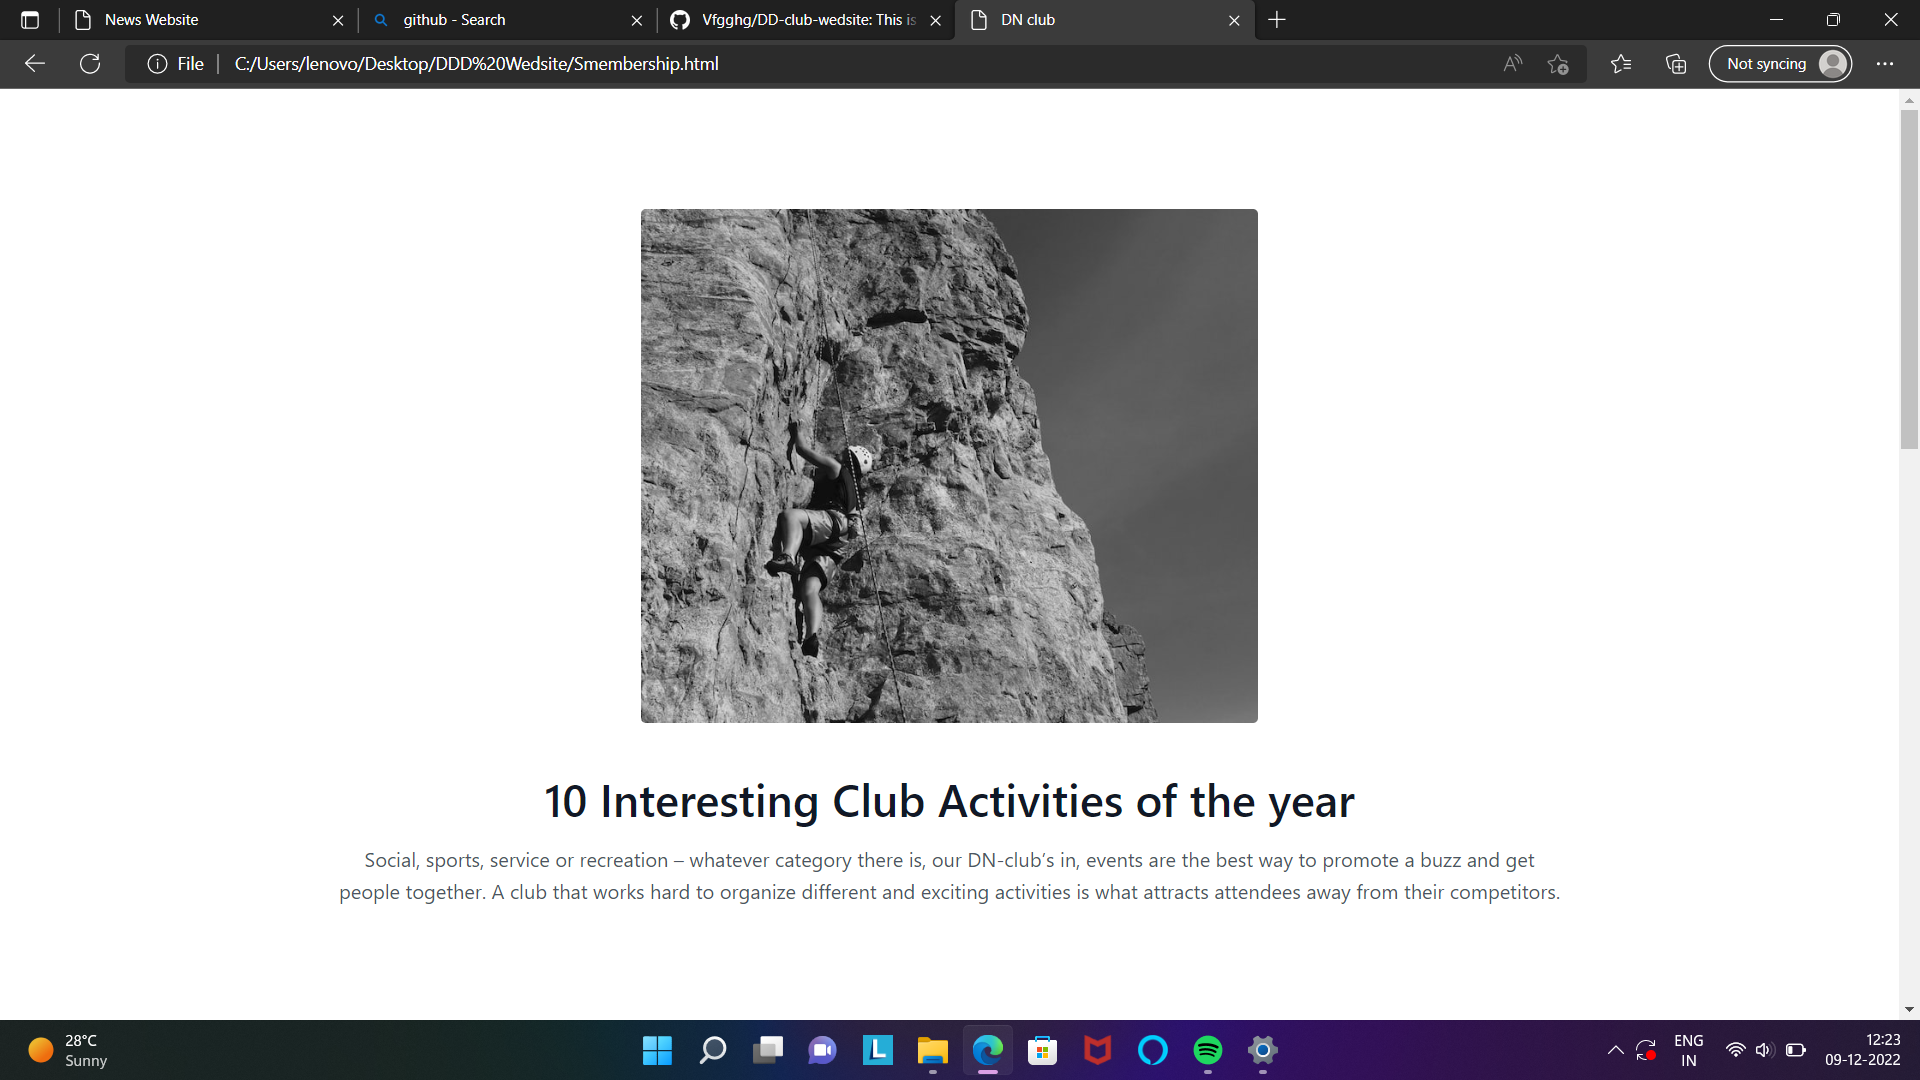 News Website
github - Search
Vfgghg/DD-club-wedsite: This is
DN club
File
C:/Users/lenovo/Desktop/DDD%20Wedsite/Smembership.html
Not syncing
10 Interesting Club Activities of the year
Social, sports, service or recreation – whatever category there is, our DN-club’s in, events are the best way to promote a buzz and get
people together. A club that works hard to organize different and exciting activities is what attracts attendees away from their competitors.
28°C
Sunny
ENG
IN
12:23
09-12-2022